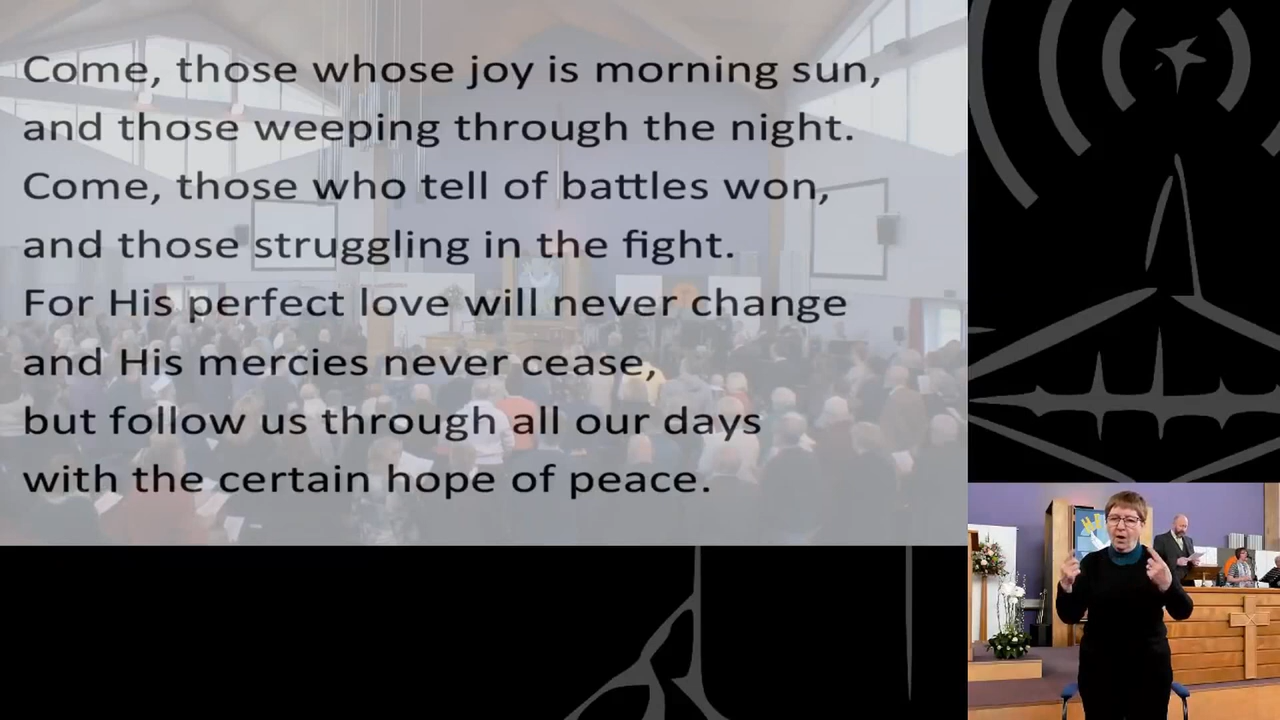 Come, those whose joy is morning sun,
and those weeping through the night.
Come, those who tell of battles won,
and those struggling in the fight.
For His perfect love will never change
and His mercies never cease,
but follow us through all our days
with the certain hope of peace.